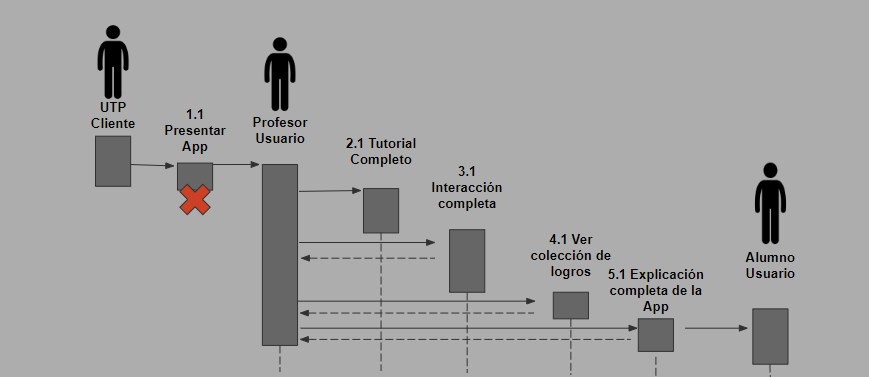 UTP
Cliente
1.1
Presentar
App
Profesor
Usuario
2.1 Tutorial
Completo
3.1
Interacción
completa
4.1 Ver
colección de
logros
5.1 Explicación
completa de la
App
Alumno
Usuario